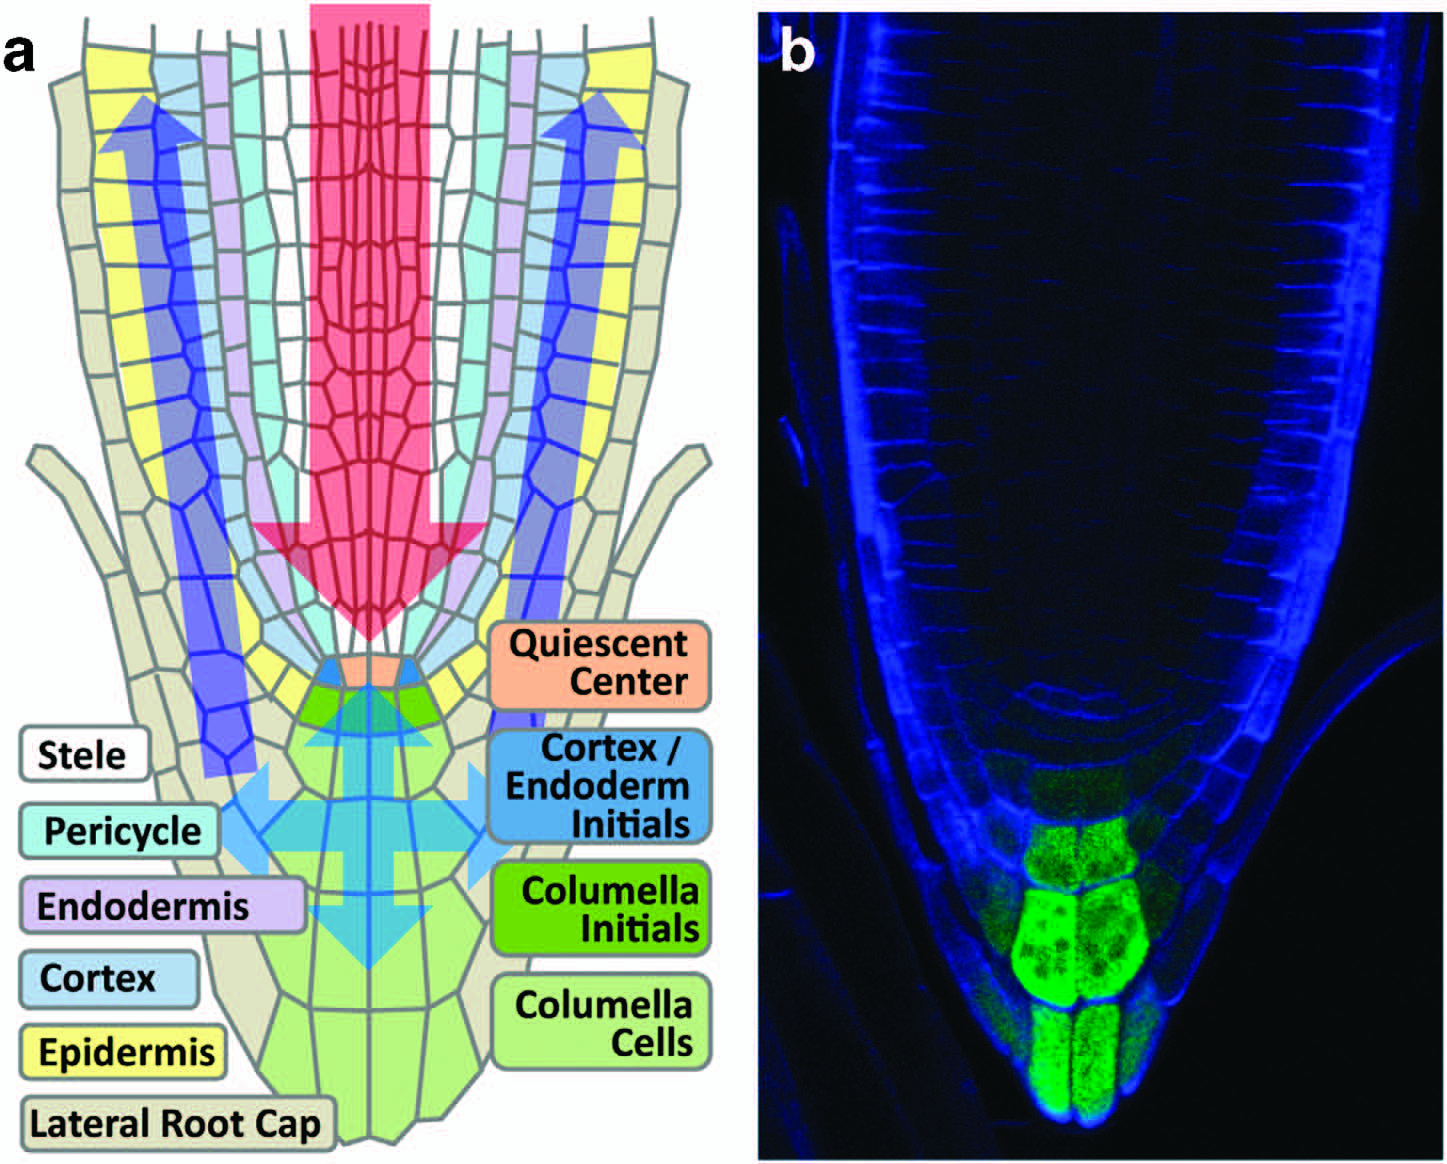 a
b
Quiescent
Center
Stele
Cortex /
Endoderm
Initials
Pericycle
Endodermis
Columella
Initials
Cortex
Columella
Cells
Epidermis
Lateral Root Cap